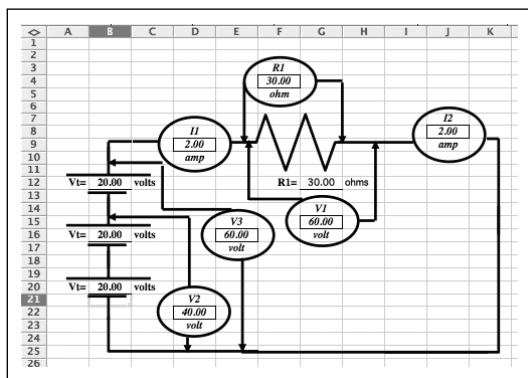 A B C D E F G H I J K
1
2
3 R1
4 30.00
5 ohm
6
7 I1 I2
8 2.00 2.00
9 amp amp
10
11
12 Vt= 20.00 volts R1= 30.00 ohms
13
14 V3 V1
15 60.00
16 Vt= 20.00 volts 60.00
17 volt volt
18
19
20 Vt= 20.00 volts
21 V2
22 40.00
23 volt
24
25
26